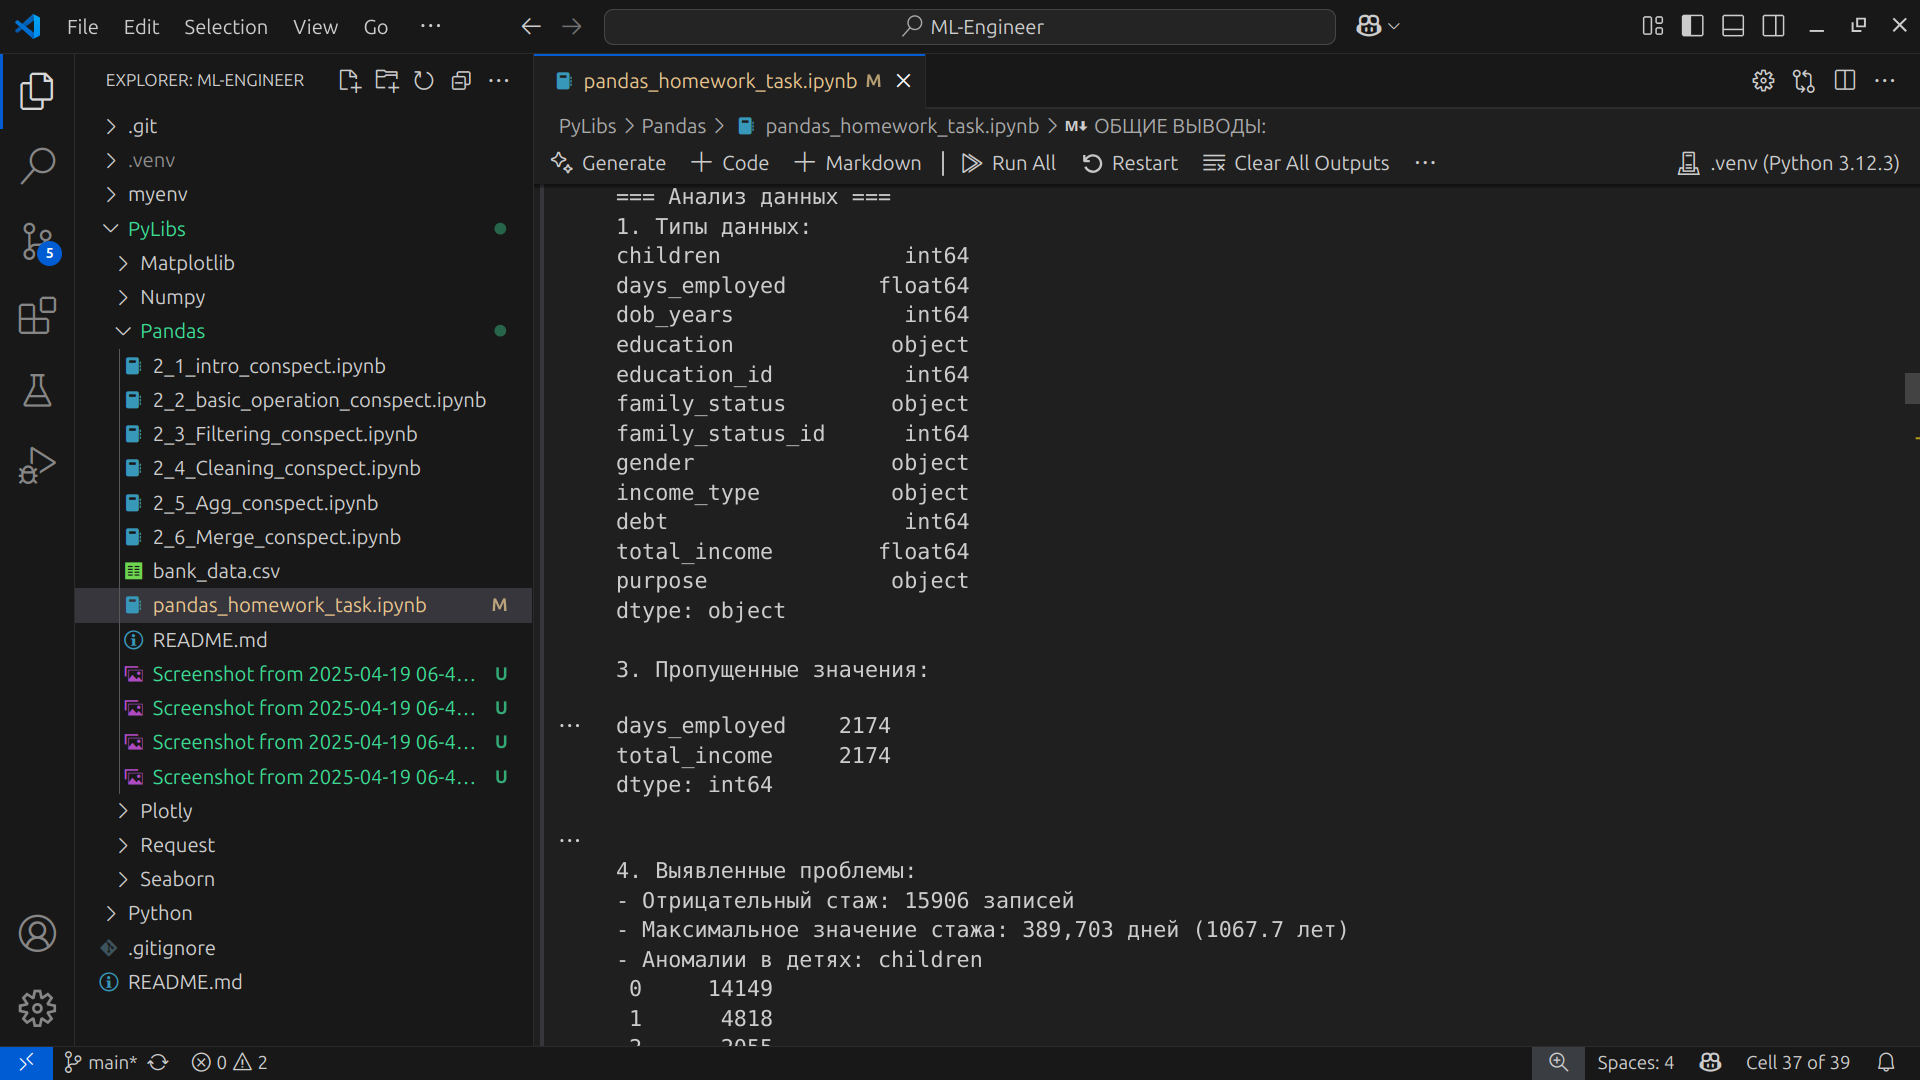 File Edit Selection View Go ···
ML-Engineer
EXPLORER: ML-ENGINEER
.git
.venv
myenv
PyLibs
Matplotlib
Numpy
Pandas
2_1_intro_conspect.ipynb
2_2_basic_operation_conspect.ipynb
2_3_Filtering_conspect.ipynb
2_4_Cleaning_conspect.ipynb
2_5_Agg_conspect.ipynb
2_6_Merge_conspect.ipynb
bank_data.csv
pandas_homework_task.ipynb M
README.md
Screenshot from 2025-04-19 06-4... U
Screenshot from 2025-04-19 06-4... U
Screenshot from 2025-04-19 06-4... U
Screenshot from 2025-04-19 06-4... U
Plotly
Request
Seaborn
Python
.gitignore
README.md
5
pandas_homework_task.ipynb M
PyLibs > Pandas > pandas_homework_task.ipynb > M↓ ОБЩИЕ ВЫВОДЫ:
Generate + Code + Markdown | Run All Restart Clear All Outputs ··· .venv (Python 3.12.3)
=== Анализ данных ===
1. Типы данных:
children int64
days_employed float64
dob_years int64
education object
education_id int64
family_status object
family_status_id int64
gender object
income_type object
debt int64
total_income float64
purpose object
dtype: object
3. Пропущенные значения:
days_employed 2174
total_income 2174
dtype: int64
4. Выявленные проблемы:
- Отрицательный стаж: 15906 записей
- Максимальное значение стажа: 389,703 дней (1067.7 лет)
- Аномалии в детях: children
0 14149
1 4818
2 2055
main* 0 2
Spaces: 4 Cell 37 of 39